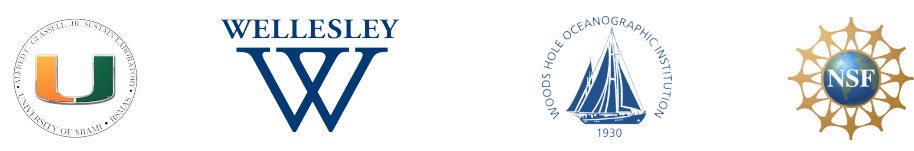 • ALFRED C. GLASSELL, JR. SUSTAIN LABORATORY •
UNIVERSITY OF MIAMI • RSMAS
U
WELLESLEY
W
WOODS HOLE OCEANOGRAPHIC INSTITUTION
1930
NSF